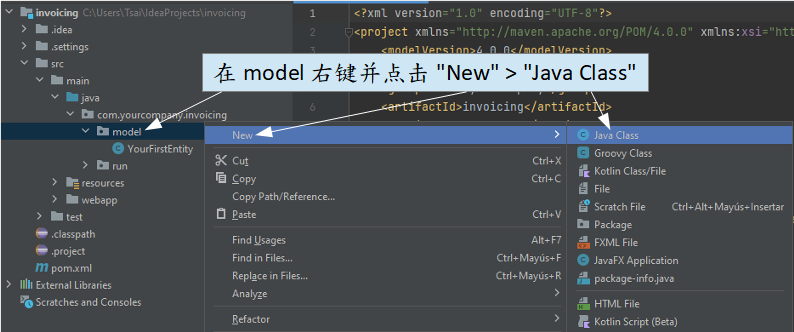 invoicing C:\Users\Tsai\IdeaProjects\invoicing
.idea
.settings
src
main
java
com.yourcompany.invoicing
model
YourFirstEntity
run
resources
webapp
test
.classpath
.project
pom.xml
External Libraries
Scratches and Consoles
1 <?xml version="1.0" encoding="UTF-8"?>
2 <project xmlns="http://maven.apache.org/POM/4.0.0" xmlns:xsi="htt
<modelVersion>4.0.0</modelVersion>
在 model 右键并点击 "New" > "Java Class"
6 <artifactId>invoicing</artifactId>
New
Cut Ctrl+X
Copy Ctrl+C
Copy Path/Reference...
Paste Ctrl+V
Find Usages Alt+F7
Find in Files... Ctrl+Mayús+F
Replace in Files... Ctrl+Mayús+R
Analyze
Refactor
Java Class
Groovy Class
Kotlin Class/File
File
Scratch File Ctrl+Alt+Mayús+Insertar
Package
FXML File
JavaFX Application
package-info.java
HTML File
Kotlin Script (Beta)